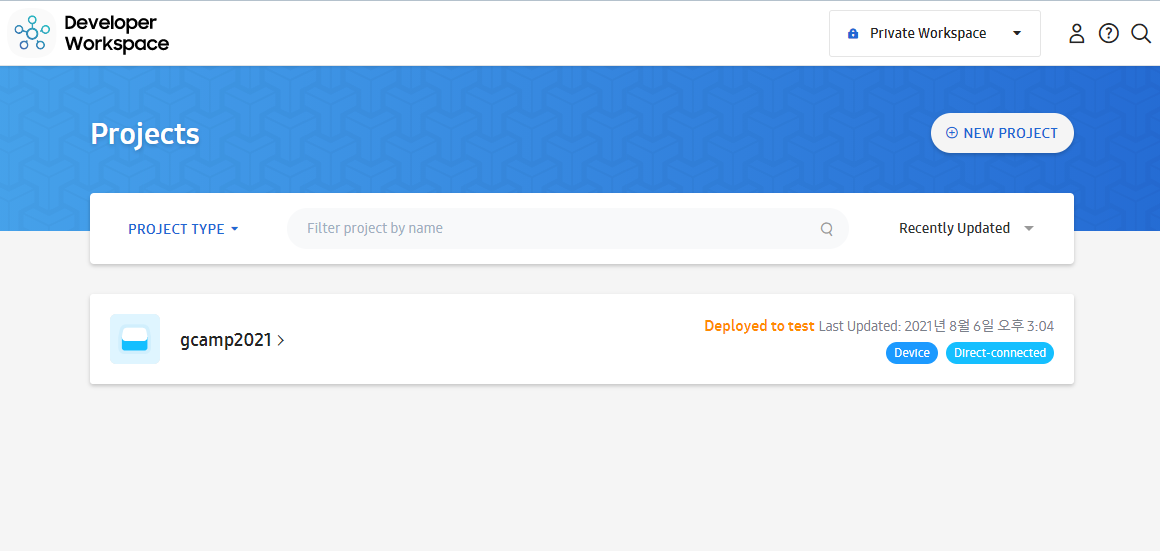 Developer
Workspace
Private Workspace
Projects
NEW PROJECT
PROJECT TYPE
Filter project by name
Recently Updated
gcamp2021
Deployed to test Last Updated: 2021년 8월 6일 오후 3:04
Device Direct-connected